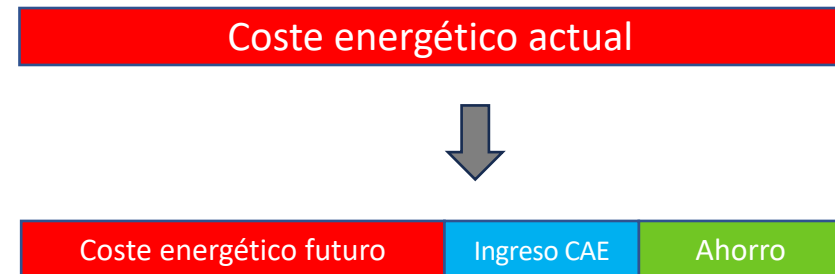 Coste energético actual
Coste energético futuro Ingreso CAE Ahorro